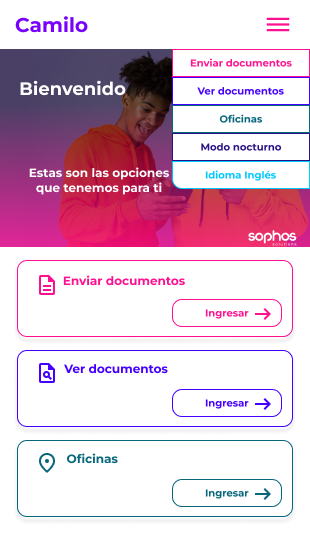 Camilo
Enviar documentos
Ver documentos
Oficinas
Modo nocturno
Idioma Inglés
Bienvenido
Estas son las opciones
que tenemos para ti
sophos
solutions
Enviar documentos
Ingresar
Ver documentos
Ingresar
Oficinas
Ingresar